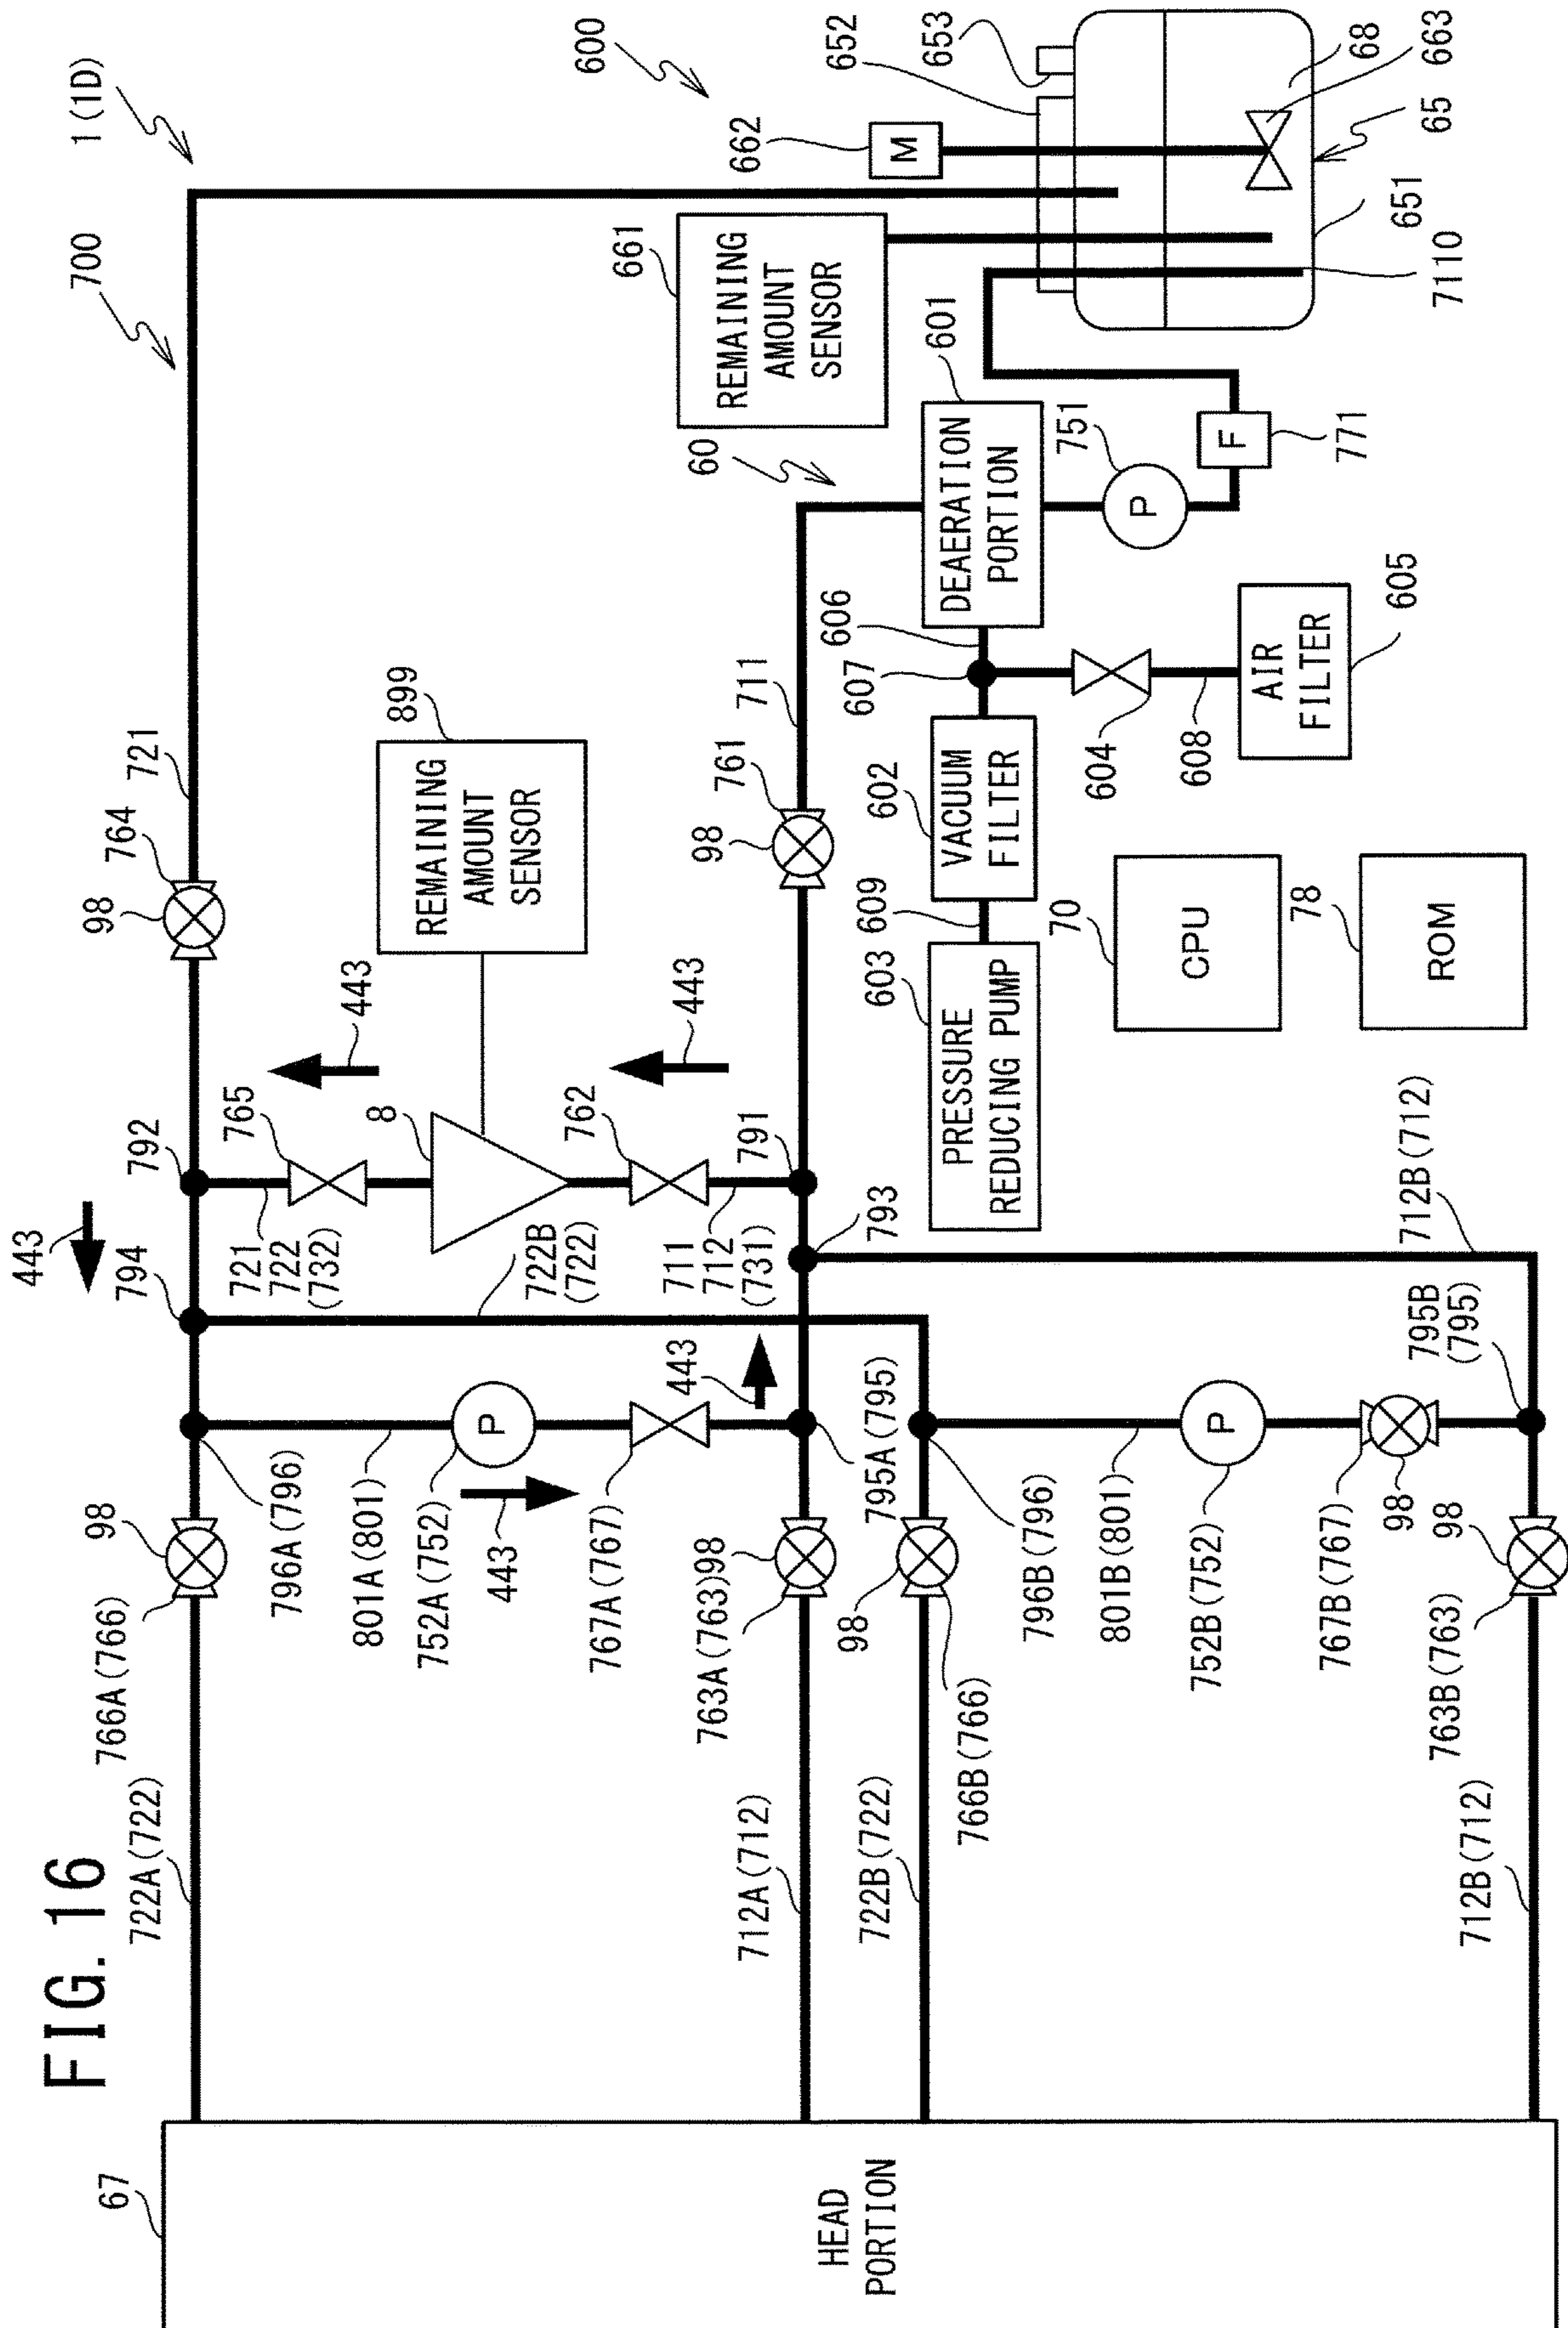 FIG. 16
1(1D)
700
600
60
67
HEAD
PORTION
722A(722)
766A(766)
98
796A(796)
801A(801)
752A(752)
443
767A(767)
763A(763)
98
712A(712)
722B(722)
98
766B(766)
796B(796)
801B(801)
752B(752)
767B(767)
98
98
763B(763)
712B(712)
P
P
443
794
792
443
795A(795)
795B
(795)
712B(712)
793
791
722B
(722)
721
722
(732)
711
712
(731)
765
8
762
443
443
899
REMAINING
AMOUNT
SENSOR
98
764
721
98
761
711
603
PRESSURE
REDUCING PUMP
609
602
VACUUM
FILTER
607
606
604
608
605
AIR
FILTER
601
DEAERATION
PORTION
751
P
F
771
70
CPU
78
ROM
661
REMAINING
AMOUNT
SENSOR
662
M
652
653
68
663
65
651
7110